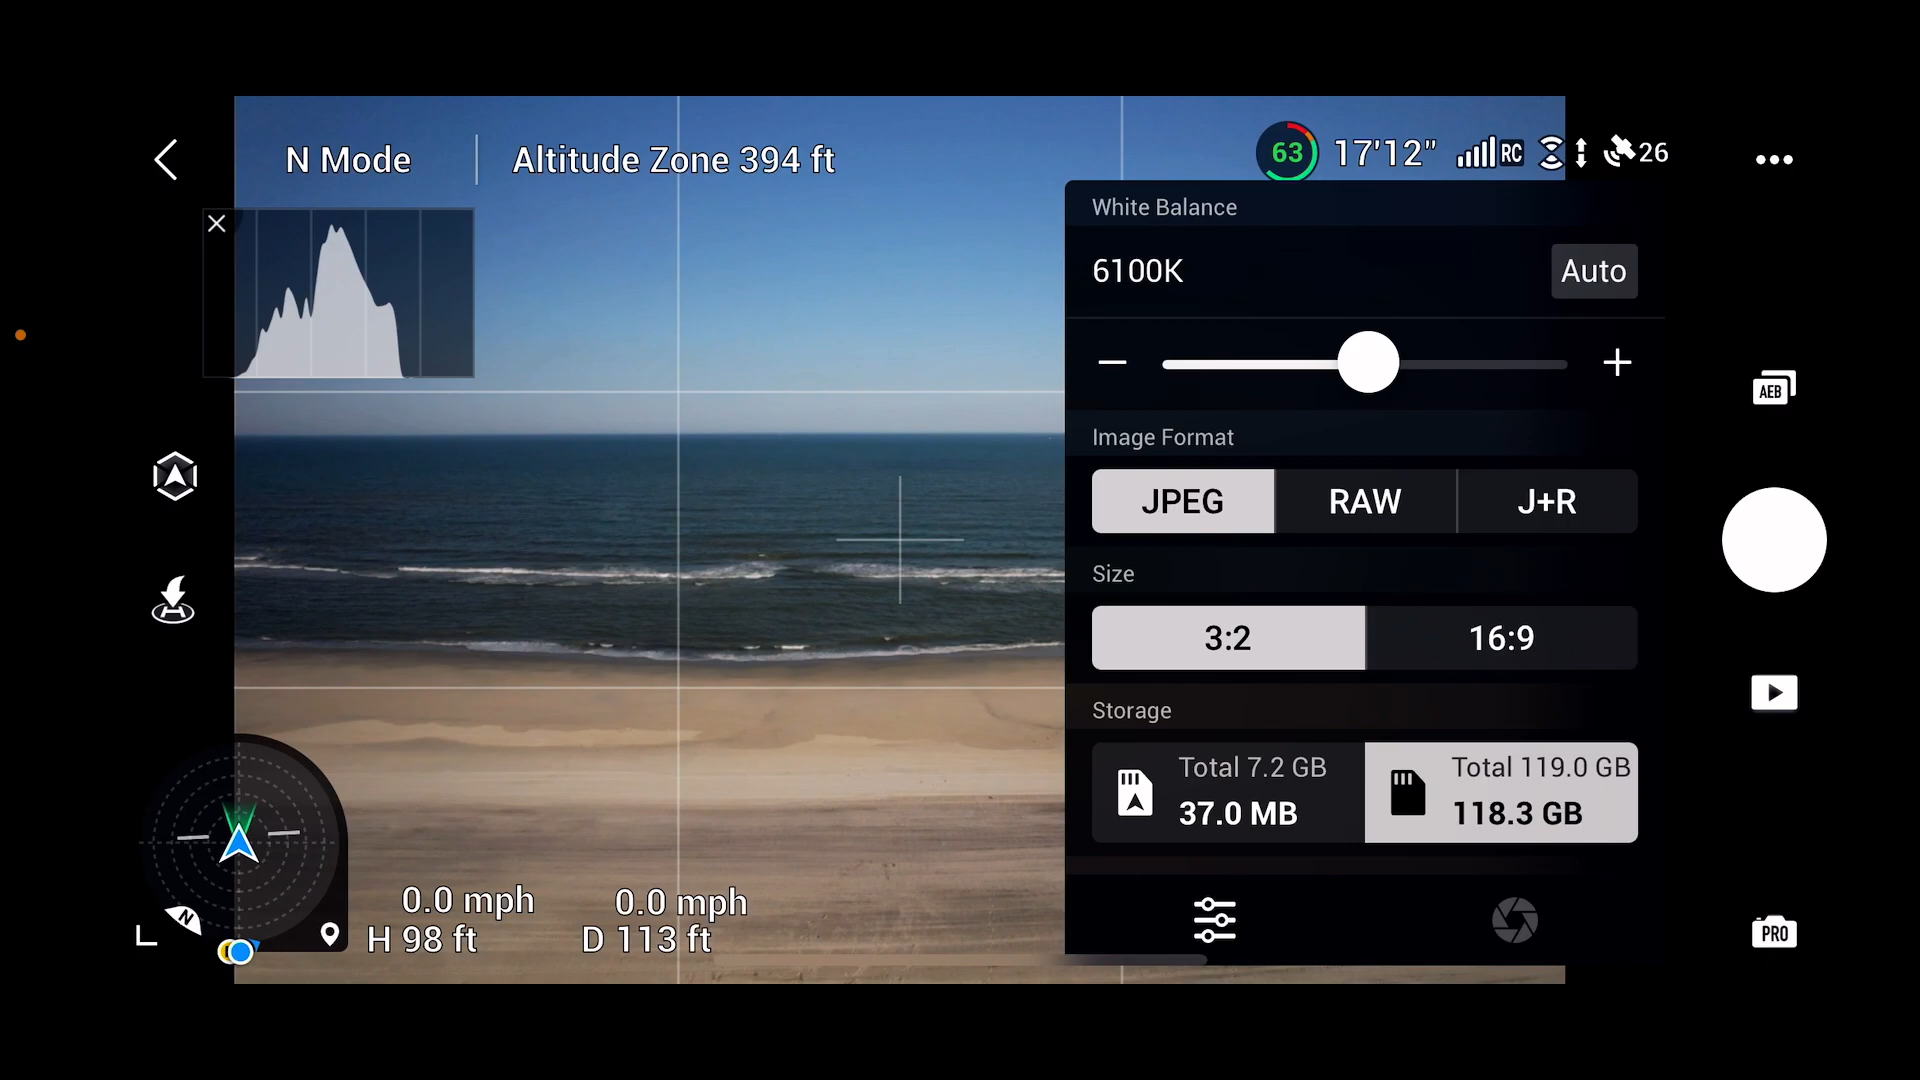 N Mode
Altitude Zone 394 ft
63
17'12"
RC
26
White Balance
6100K
Auto
Image Format
JPEG
RAW
J+R
Size
3:2
16:9
Storage
Total 7.2 GB
37.0 MB
Total 119.0 GB
118.3 GB
AEB
PRO
N
0.0 mph
0.0 mph
H 98 ft
D 113 ft